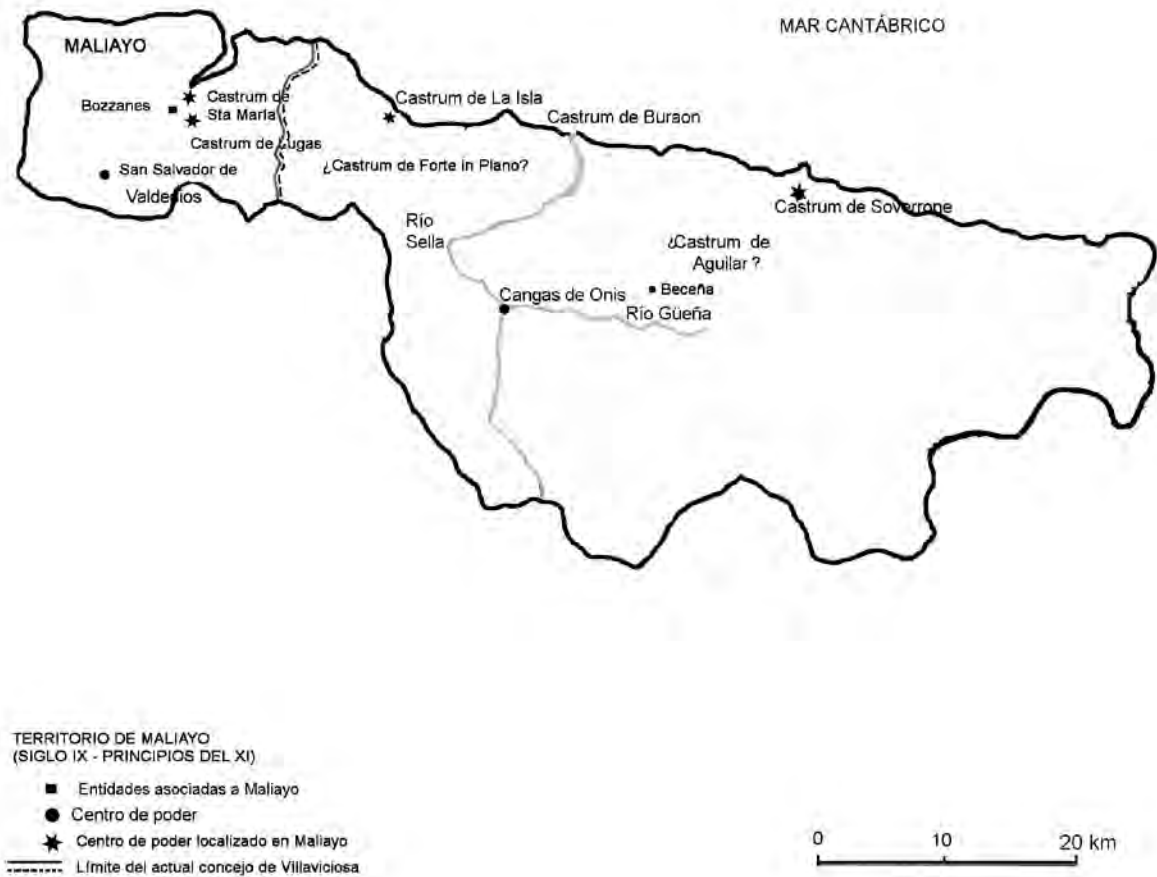 MAR CANTÁBRICO
MALIAYO
Bozzanes
Castrum de
Sta María
Castrum de Lugas
San Salvador de
Valdediós
Castrum de La Isla
Castrum de Buraon
¿Castrum de Forte in Plano?
Castrum de Soverrone
Río
Sella
¿Castrum de
Aguilar ?
Beceña
Cangas de Onis
Río Güeña
TERRITORIO DE MALIAYO
(SIGLO IX - PRINCIPIOS DEL XI)
Entidades asociadas a Maliayo
Centro de poder
Centro de poder localizado en Maliayo
Límite del actual concejo de Villaviciosa
0 10 20 km